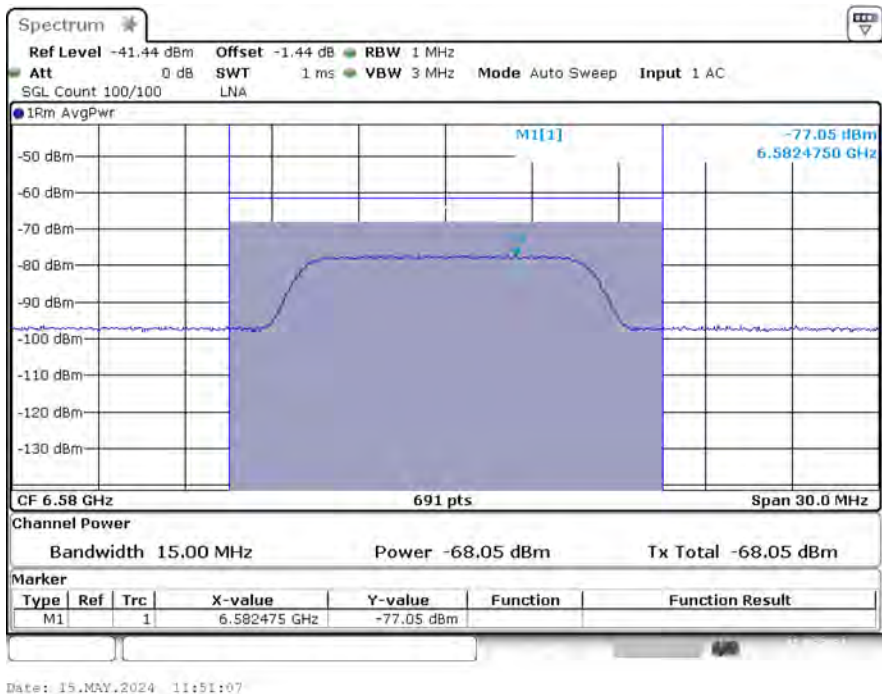 Spectrum
Ref Level -41.44 dBm Offset -1.44 dB RBW 1 MHz
Att 0 dB SWT 1 ms VBW 3 MHz Mode Auto Sweep Input 1 AC
SGL Count 100/100 LNA
1Rm AvgPwr
M1[1] -77.05 dBm
6.5824750 GHz
-50 dBm
-60 dBm
-70 dBm
-80 dBm
-90 dBm
-100 dBm
-110 dBm
-120 dBm
-130 dBm
CF 6.58 GHz 691 pts Span 30.0 MHz
Channel Power
Bandwidth 15.00 MHz Power -68.05 dBm Tx Total -68.05 dBm
Marker
Type Ref Trc X-value Y-value Function Function Result
M1 1 6.582475 GHz -77.05 dBm
Date: 15.MAY.2024 11:51:07